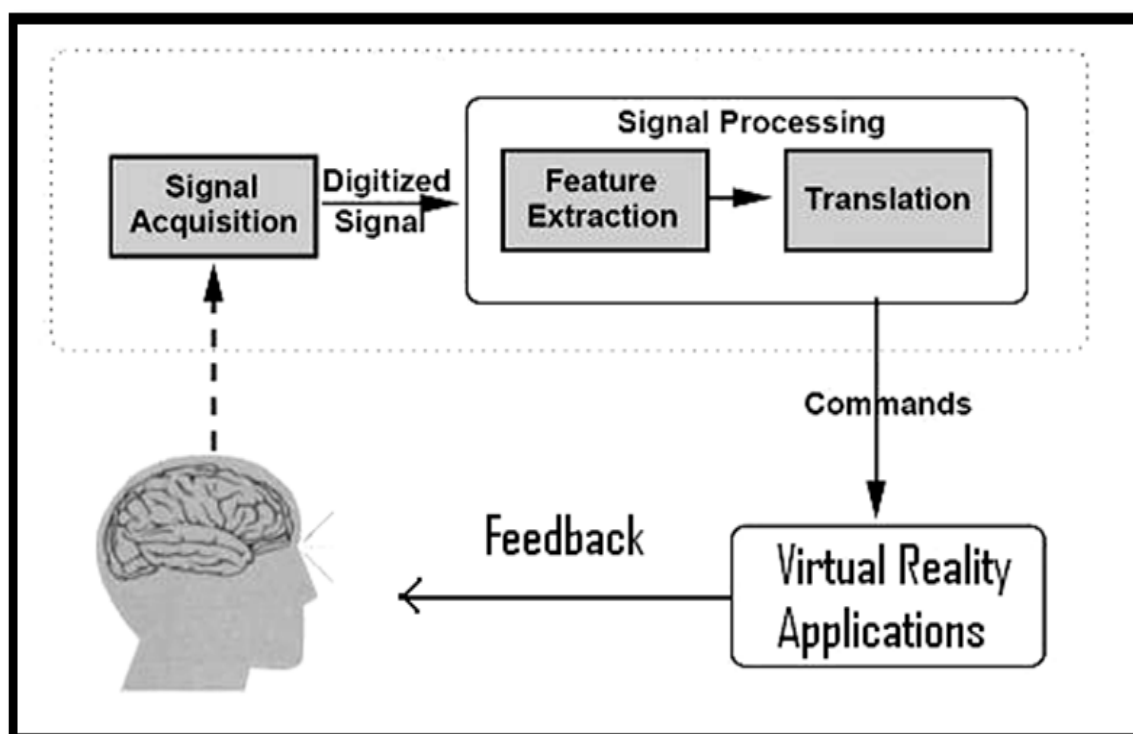 Signal Processing
Signal
Acquisition
Digitized
Signal
Feature
Extraction
Translation
Commands
Feedback
Virtual Reality
Applications